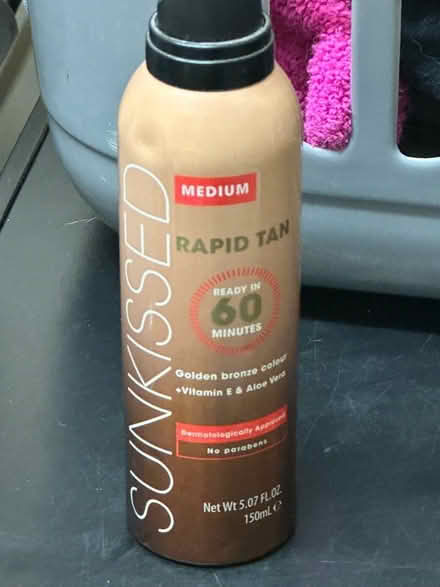 SUNKISSED
MEDIUM
RAPID TAN
READY IN
60
MINUTES
Golden bronze colour
+Vitamin E & Aloe Vera
Dermatologically Approved
No parabens
Net Wt 5.07 FL.OZ.
150mL ℮